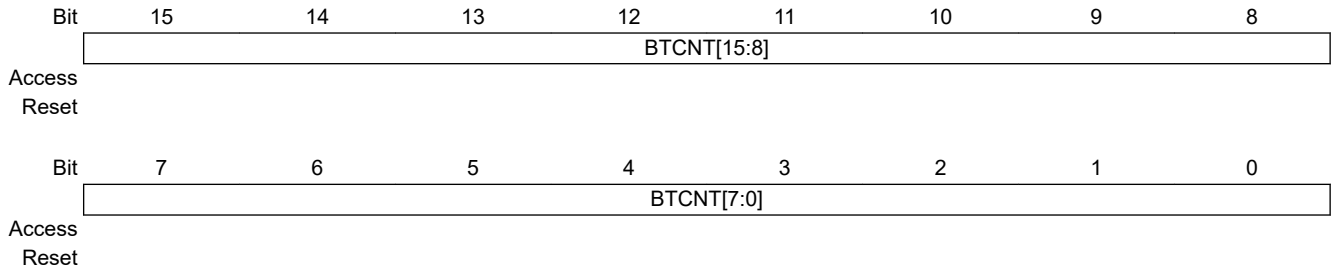 Bit 15 14 13 12 11 10 9 8
BTCNT[15:8]
Access
Reset
Bit 7 6 5 4 3 2 1 0
BTCNT[7:0]
Access
Reset